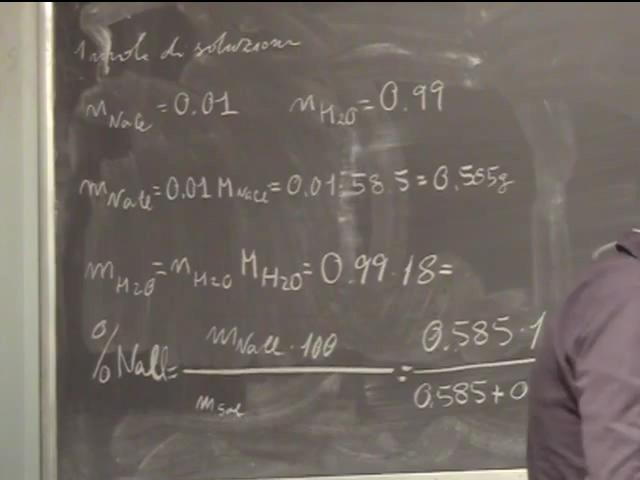 1 mole di soluzione
n NaCl = 0.01 n H2O = 0.99
m NaCl = 0.01 M NaCl = 0.01 · 58.5 = 0.585g
m H2O = n H2O M H2O = 0.99 · 18 =
% NaCl = m NaCl · 100 / m sol = 0.585 · 1 / 0.585 + 0